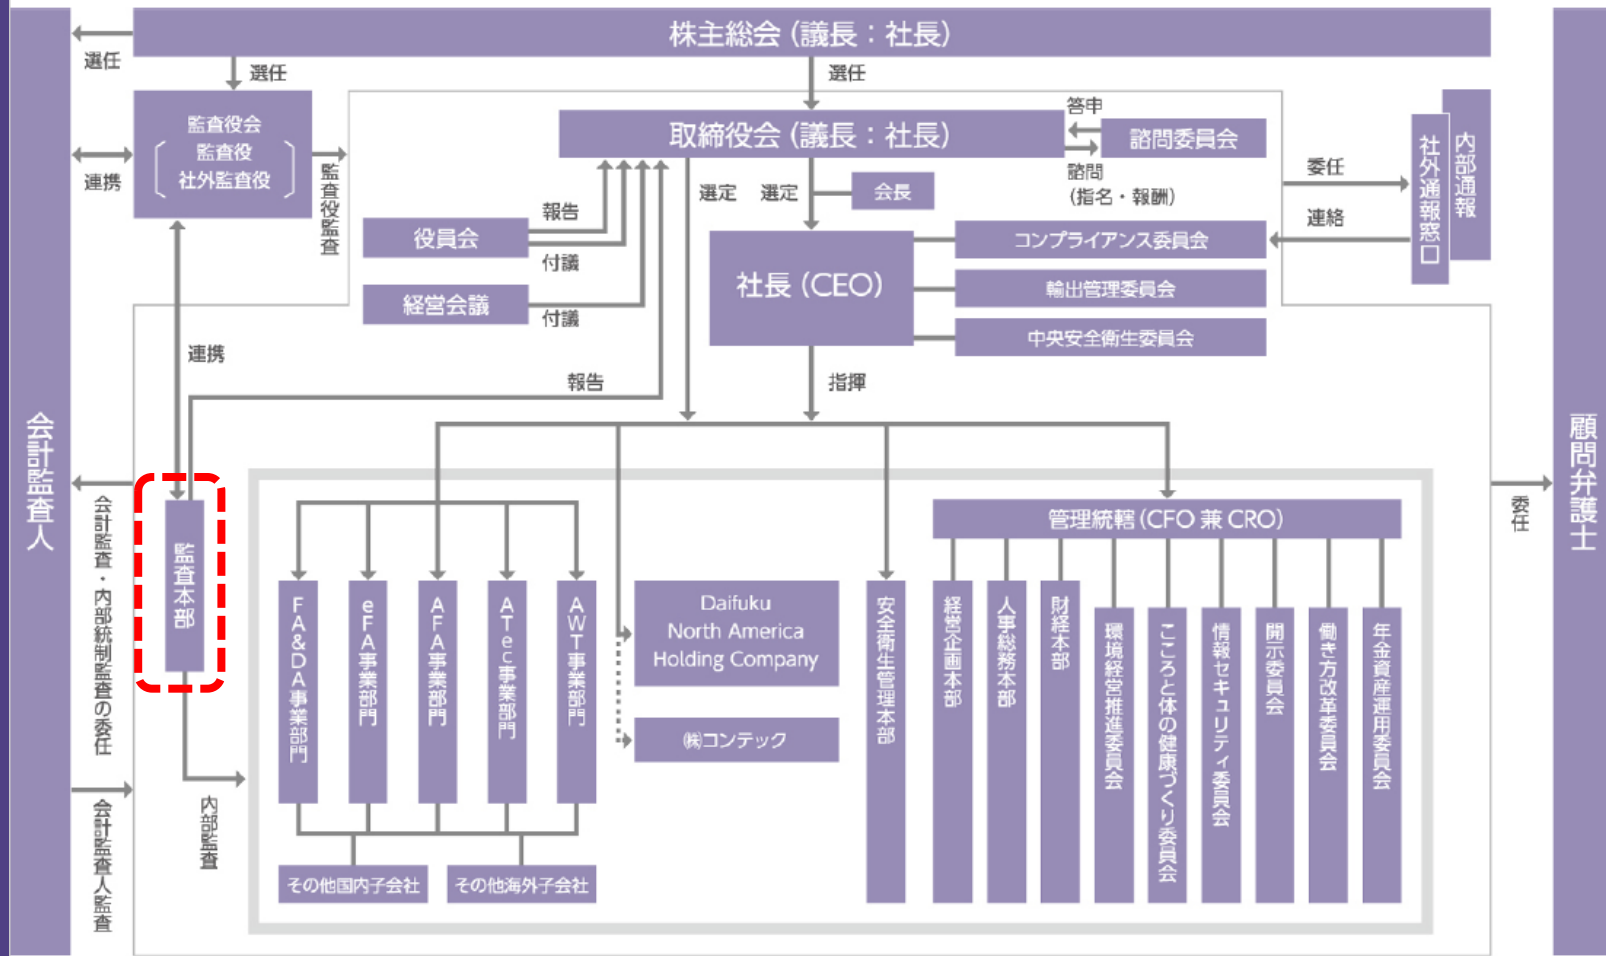 株主総会（議長：社長）
選任
選任
選任
監査役会
監査役
社外監査役
連携
監査役監査
取締役会（議長：社長）
答申
諮問委員会
諮問
（指名・報酬）
選定
選定
会長
委任
連絡
社外通報窓口
内部通報
役員会
報告
付議
経営会議
付議
社長（CEO）
コンプライアンス委員会
輸出管理委員会
中央安全衛生委員会
連携
報告
指揮
会計監査人
顧問弁護士
委任
会計監査・内部統制監査の委任
監査本部
会計監査人監査
内部監査
管理統轄（CFO 兼 CRO）
FA&DA事業部門
eFA事業部門
AFA事業部門
ATec事業部門
AWT事業部門
Daifuku
North America
Holding Company
㈱コンテック
安全衛生管理本部
経営企画本部
人事総務本部
財経本部
環境経営推進委員会
こころと体の健康づくり委員会
情報セキュリティ委員会
開示委員会
働き方改革委員会
年金資産運用委員会
その他国内子会社
その他海外子会社